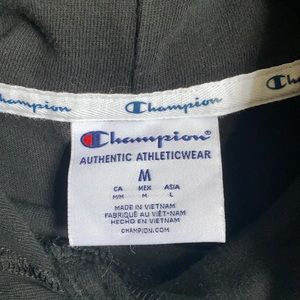 Champion
Champion
Champion
Champion®
AUTHENTIC ATHLETICWEAR
M
CA MEX ASIA
M/M M L
MADE IN VIETNAM
FABRIQUÉ AU VIÊT-NAM
HECHO EN VIETNAM
CHAMPION.COM